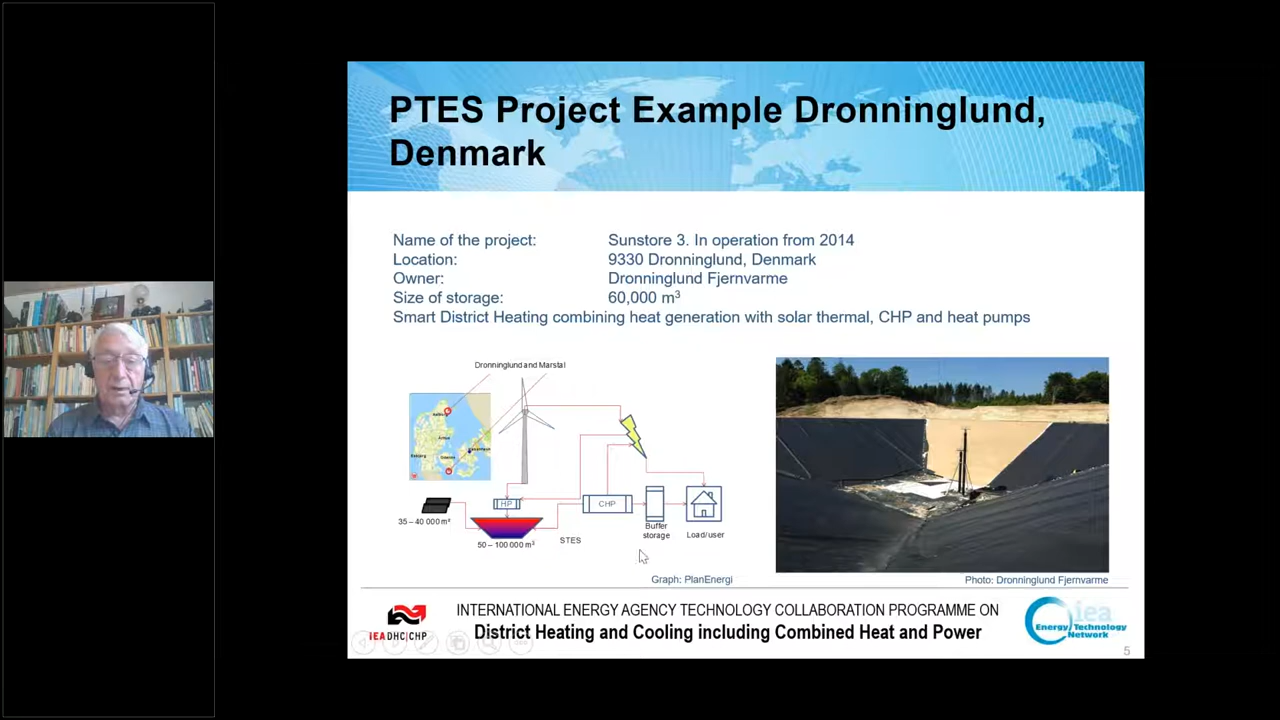 PTES Project Example Dronninglund,
Denmark
Name of the project: Sunstore 3. In operation from 2014
Location: 9330 Dronninglund, Denmark
Owner: Dronninglund Fjernvarme
Size of storage: 60,000 m³
Smart District Heating combining heat generation with solar thermal, CHP and heat pumps
Dronninglund and Marstal
HP
CHP
35 – 40 000 m²
50 – 100 000 m³
STES
Buffer
storage
Load/user
Graph: PlanEnergi
Photo: Dronninglund Fjernvarme
INTERNATIONAL ENERGY AGENCY TECHNOLOGY COLLABORATION PROGRAMME ON
District Heating and Cooling including Combined Heat and Power
iEA DHC|CHP
iea
Energy Technology
Network
5